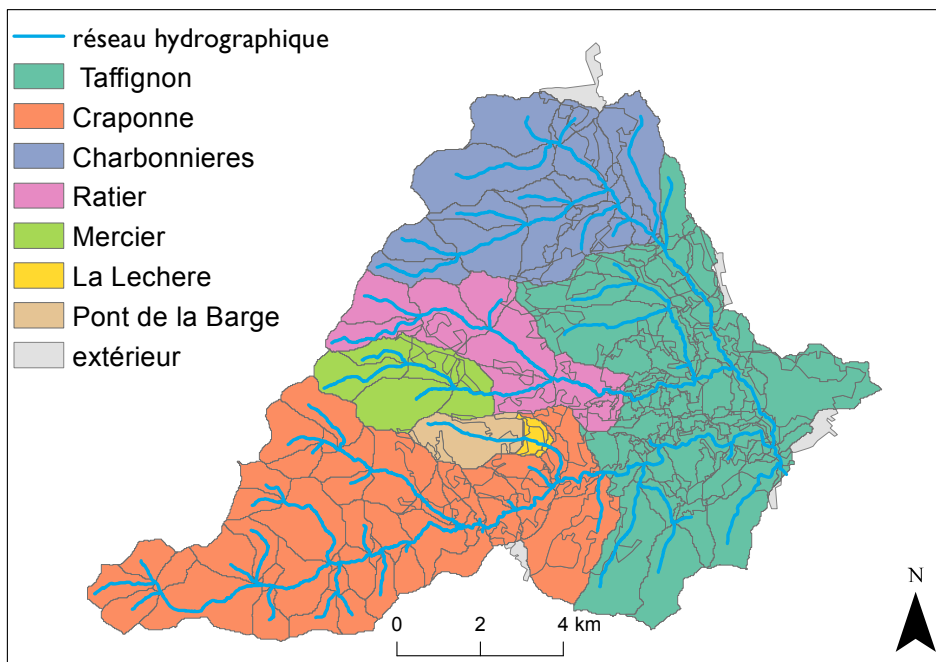 réseau hydrographique
Taffignon
Craponne
Charbonnieres
Ratier
Mercier
La Lechere
Pont de la Barge
extérieur
N
0 2 4 km